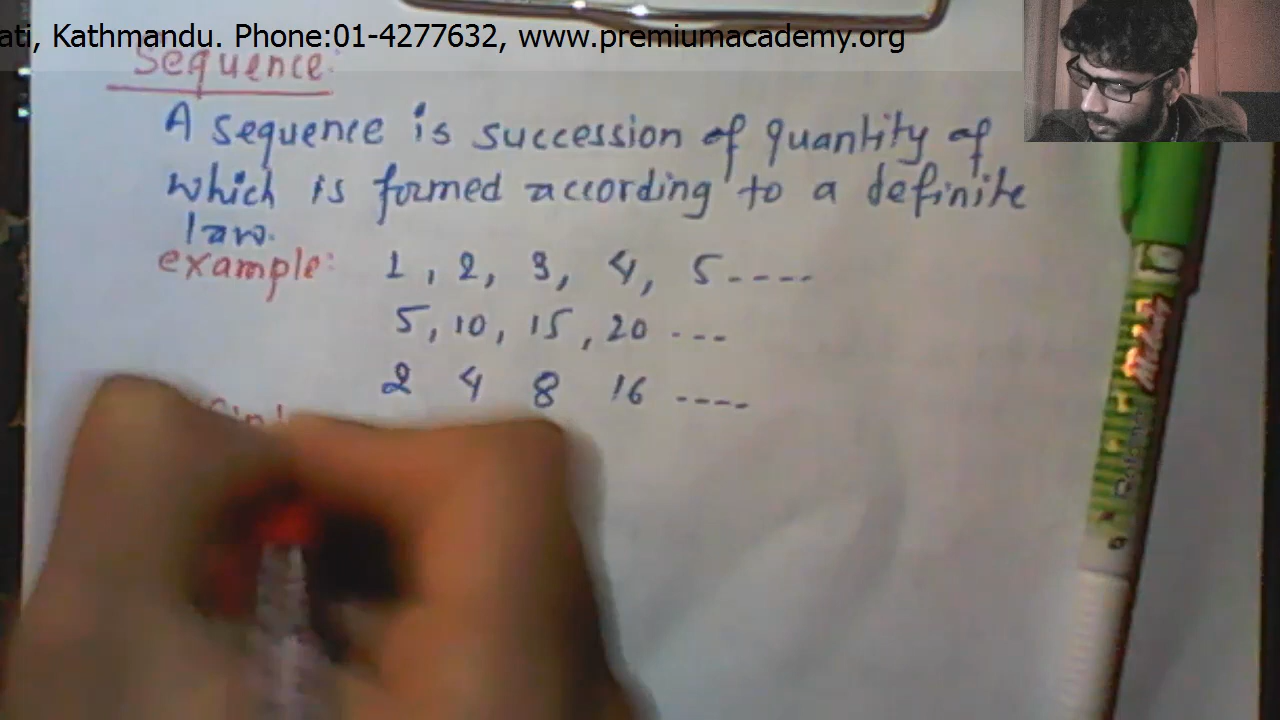 ati, Kathmandu. Phone:01-4277632, www.premiumacademy.org
Sequence:
A sequence is succession of quantity of
which is formed according to a definite
law.
example: 1, 2, 3, 4, 5----
5, 10, 15, 20 ---
2 4 8 16 ----